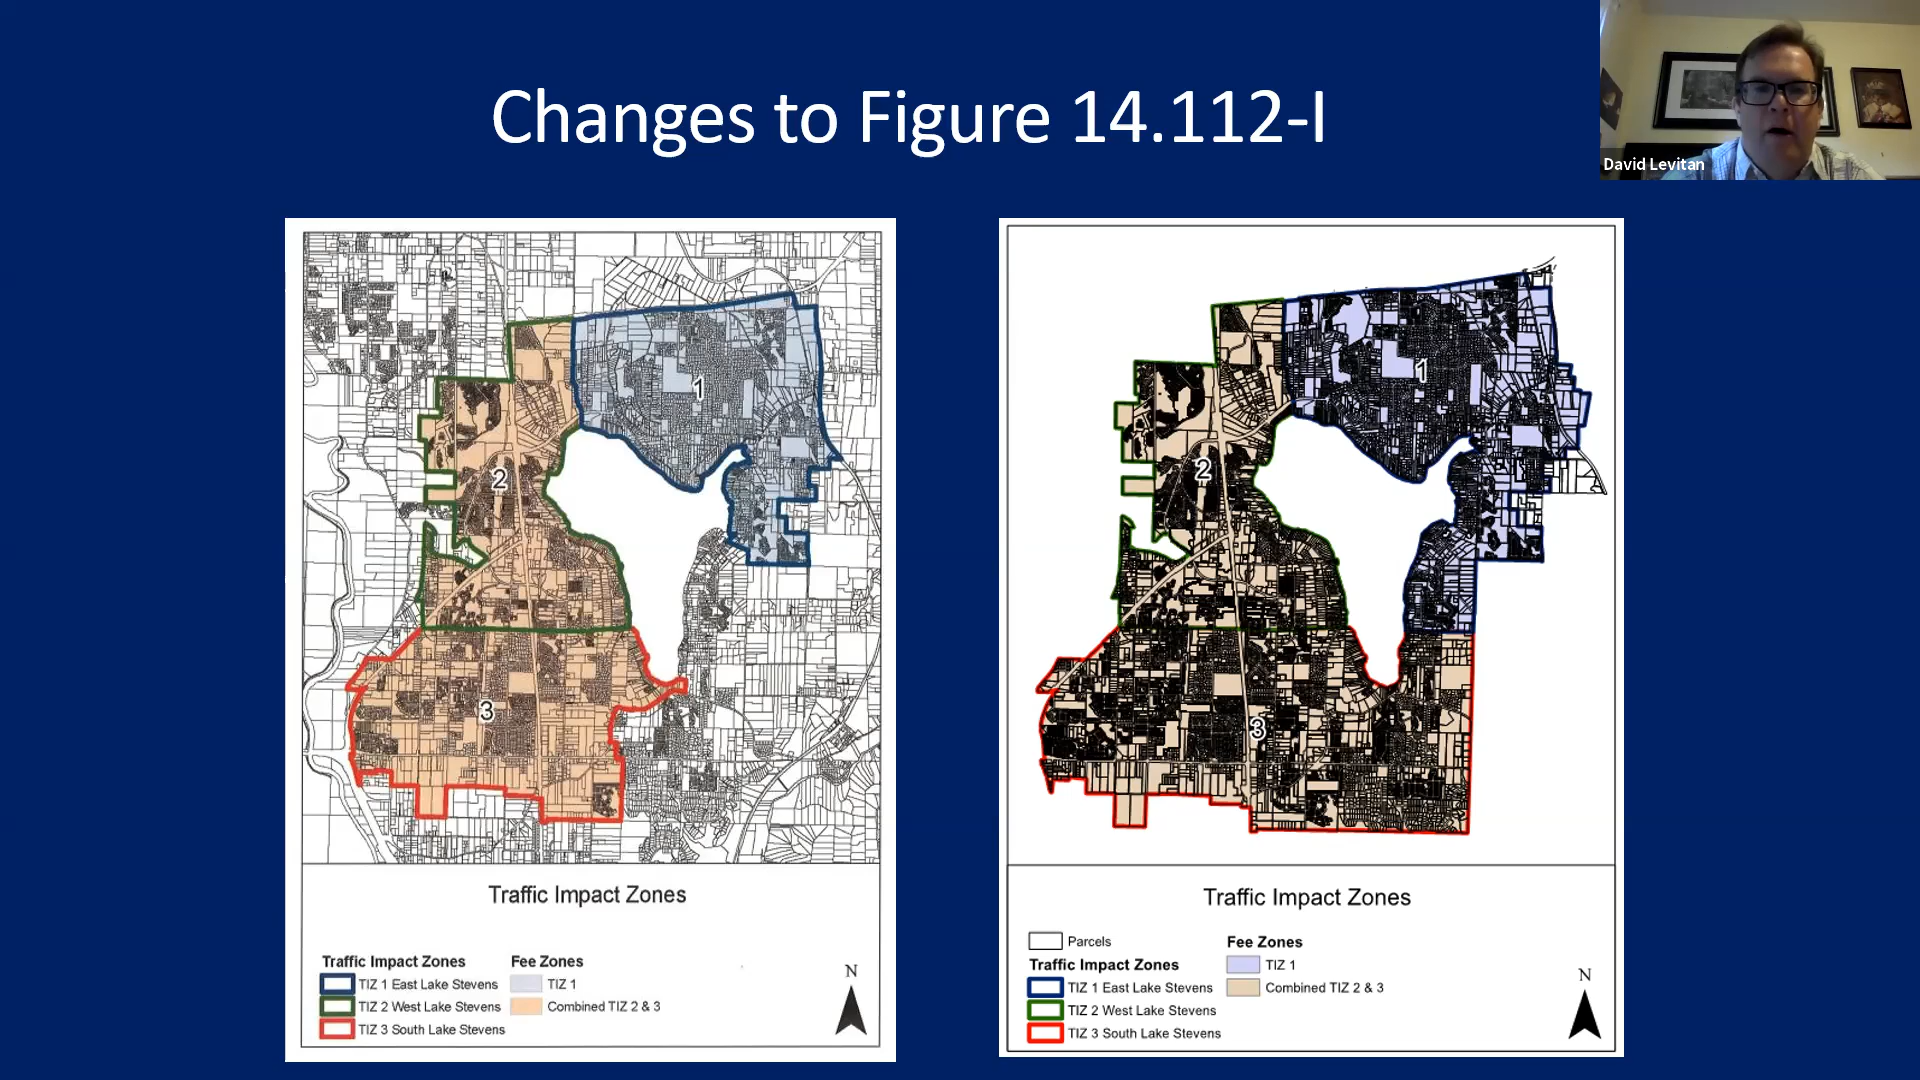 Changes to Figure 14.112-I
David Levitan
1
2
3
Traffic Impact Zones
Traffic Impact Zones
TIZ 1 East Lake Stevens
TIZ 2 West Lake Stevens
TIZ 3 South Lake Stevens
Fee Zones
TIZ 1
Combined TIZ 2 & 3
N
1
2
3
Traffic Impact Zones
Parcels
Traffic Impact Zones
TIZ 1 East Lake Stevens
TIZ 2 West Lake Stevens
TIZ 3 South Lake Stevens
Fee Zones
TIZ 1
Combined TIZ 2 & 3
N